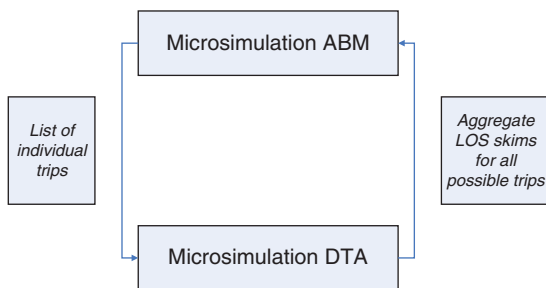 Microsimulation ABM
List of
individual
trips
Aggregate
LOS skims
for all
possible trips
Microsimulation DTA